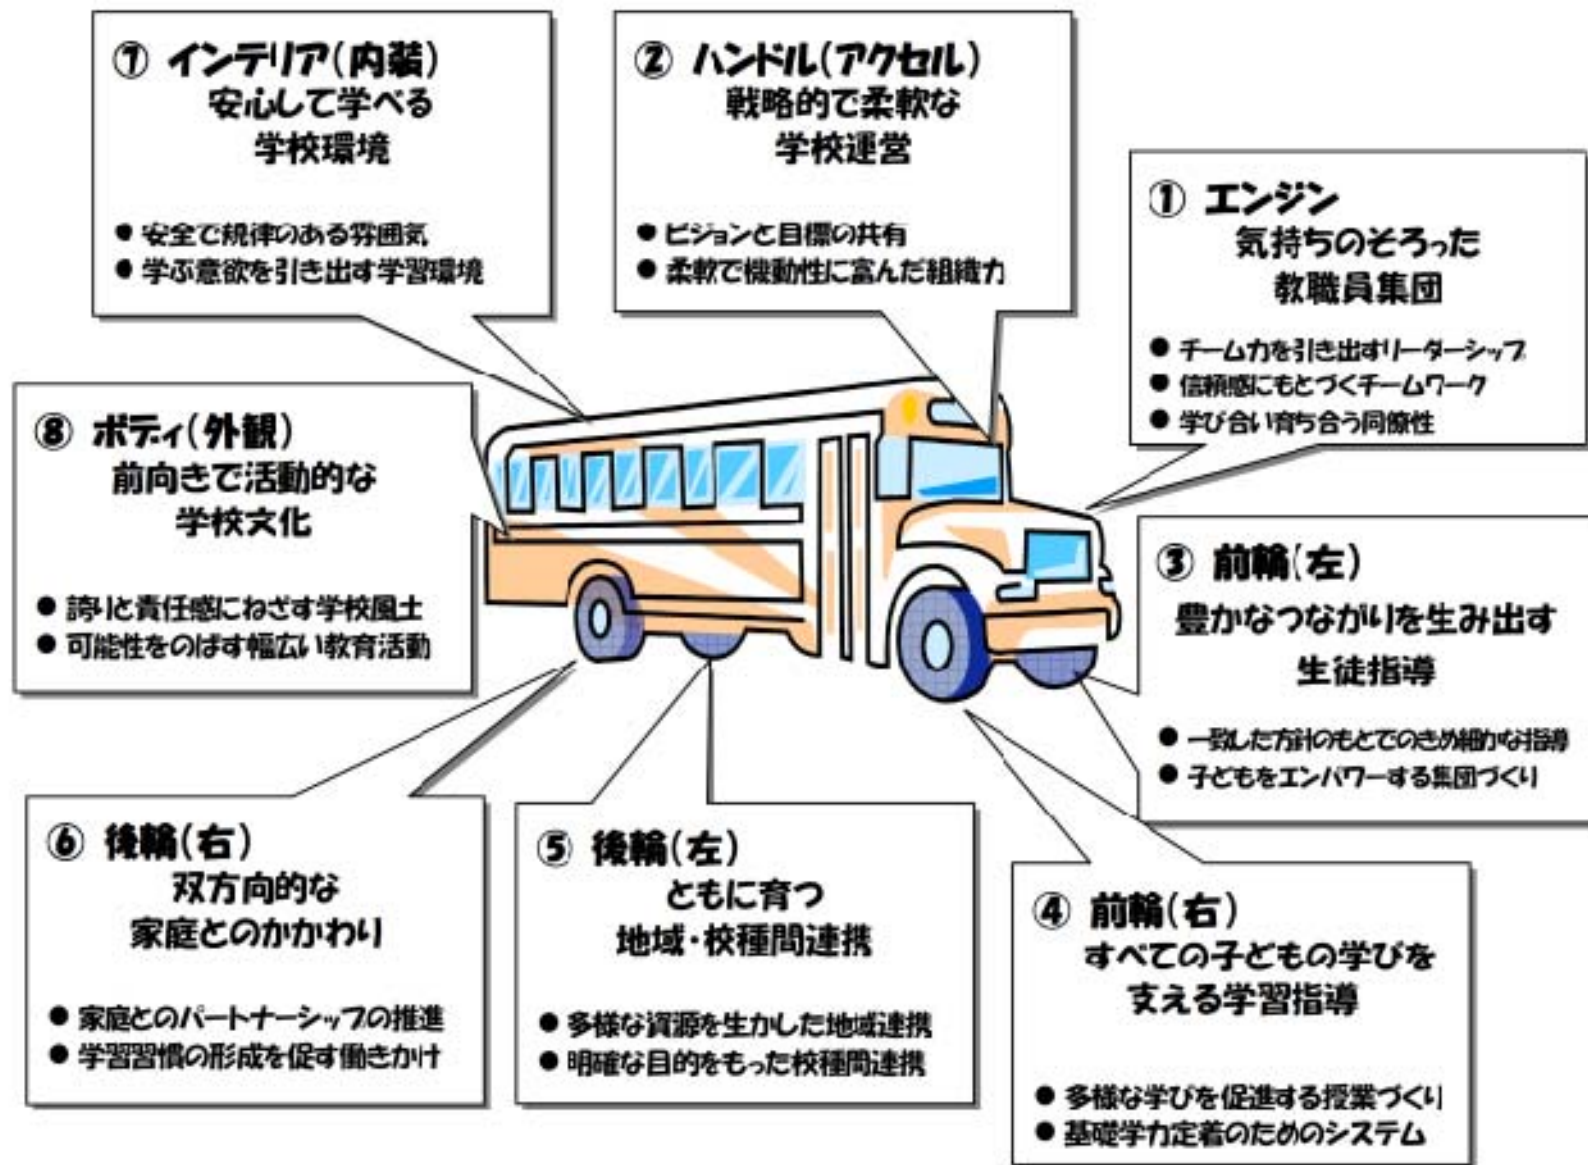 ⑦ インテリア(内装)
安心して学べる
学校環境
● 安全で規律のある雰囲気
● 学ぶ意欲を引き出す学習環境
② ハンドル(アクセル)
戦略的で柔軟な
学校運営
● ビジョンと目標の共有
● 柔軟で機動性に富んだ組織力
① エンジン
気持ちのそろった
教職員集団
● チーム力を引き出すリーダーシップ
● 信頼感にもとづくチームワーク
● 学び合い育ち合う同僚性
⑧ ボディ(外観)
前向きで活動的な
学校文化
● 誇りと責任感にねざす学校風土
● 可能性をのばす幅広い教育活動
③ 前輪(左)
豊かなつながりを生み出す
生徒指導
● 一致した方針のもとでのきめ細かな指導
● 子どもをエンパワーする集団づくり
⑥ 後輪(右)
双方向的な
家庭とのかかわり
● 家庭とのパートナーシップの推進
● 学習習慣の形成を促す働きかけ
⑤ 後輪(左)
ともに育つ
地域・校種間連携
● 多様な資源を生かした地域連携
● 明確な目的をもった校種間連携
④ 前輪(右)
すべての子どもの学びを
支える学習指導
● 多様な学びを促進する授業づくり
● 基礎学力定着のためのシステム